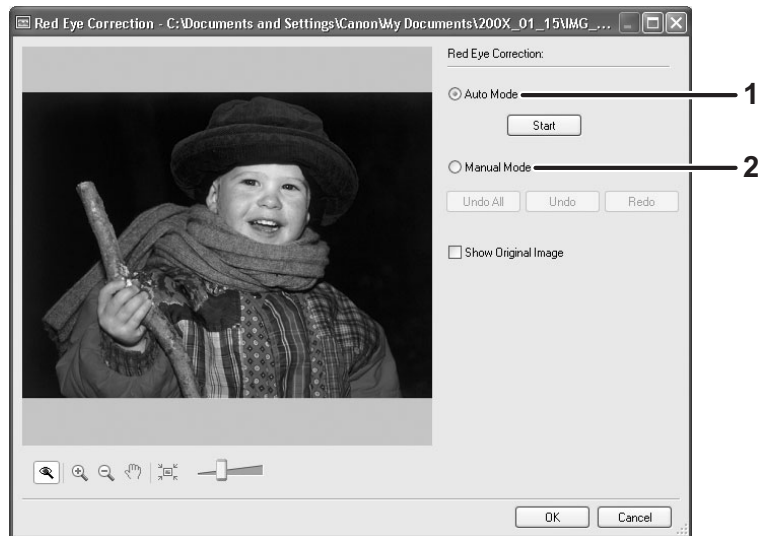 Red Eye Correction - C:\Documents and Settings\Canon\My Documents\200X_01_15\IMG_...
Red Eye Correction:
Auto Mode
1
Start
Manual Mode
2
Undo All Undo Redo
Show Original Image
OK Cancel